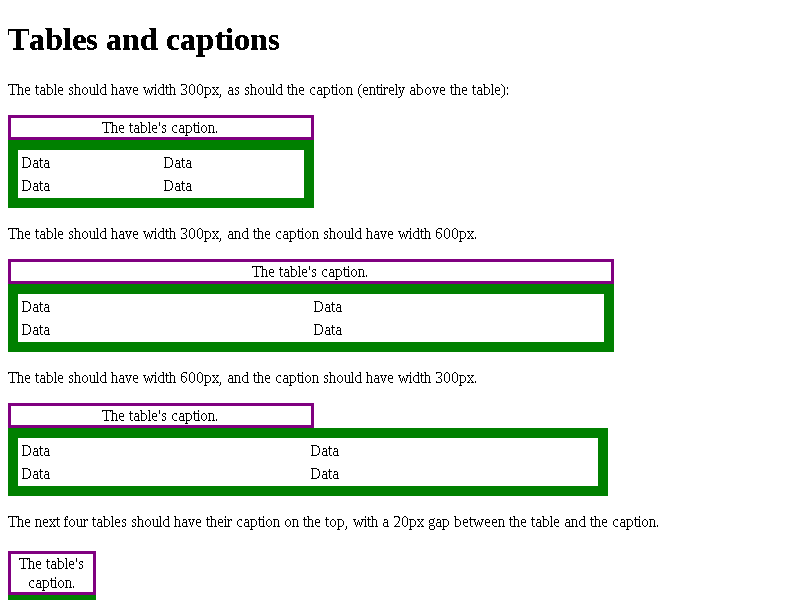 Tables and captions
The table should have width 300px, as should the caption (entirely above the table):
The table's caption.
Data Data
Data Data
The table should have width 300px, and the caption should have width 600px.
The table's caption.
Data Data
Data Data
The table should have width 600px, and the caption should have width 300px.
The table's caption.
Data Data
Data Data
The next four tables should have their caption on the top, with a 20px gap between the table and the caption.
The table's
caption.